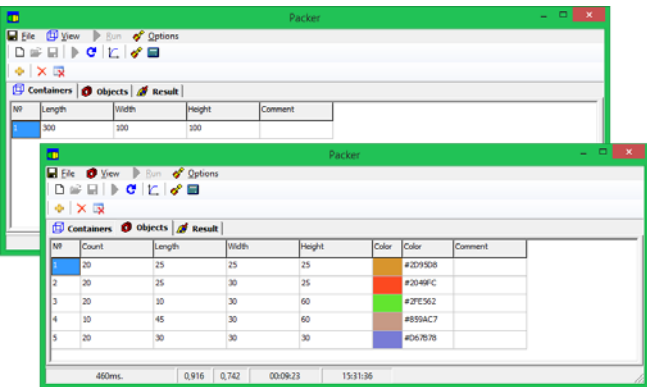 Packer
File View Run Options
Containers Objects Result
Nº Length Width Height Comment
1 300 100 100
Packer
File View Run Options
Containers Objects Result
Nº Count Length Width Height Color Color Comment
1 20 25 25 25 #2D95D8
2 20 25 30 25 #2049FC
3 20 10 30 60 #2FE562
4 10 45 30 60 #859AC7
5 20 30 30 30 #D67B78
460ms. 0,916 0,742 00:09:23 15:31:36